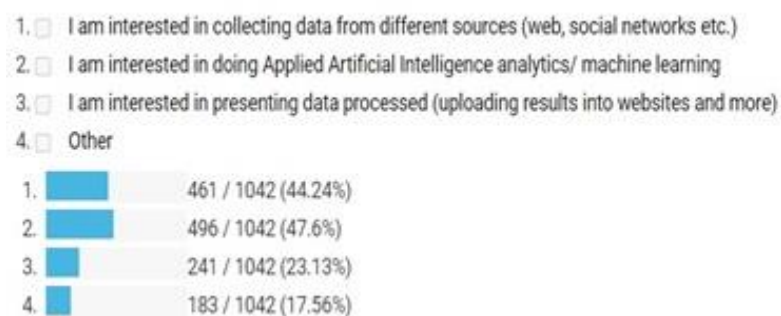 1. I am interested in collecting data from different sources (web, social networks etc.)
2. I am interested in doing Applied Artificial Intelligence analytics/ machine learning
3. I am interested in presenting data processed (uploading results into websites and more)
4. Other
1. 461 / 1042 (44.24%)
2. 496 / 1042 (47.6%)
3. 241 / 1042 (23.13%)
4. 183 / 1042 (17.56%)